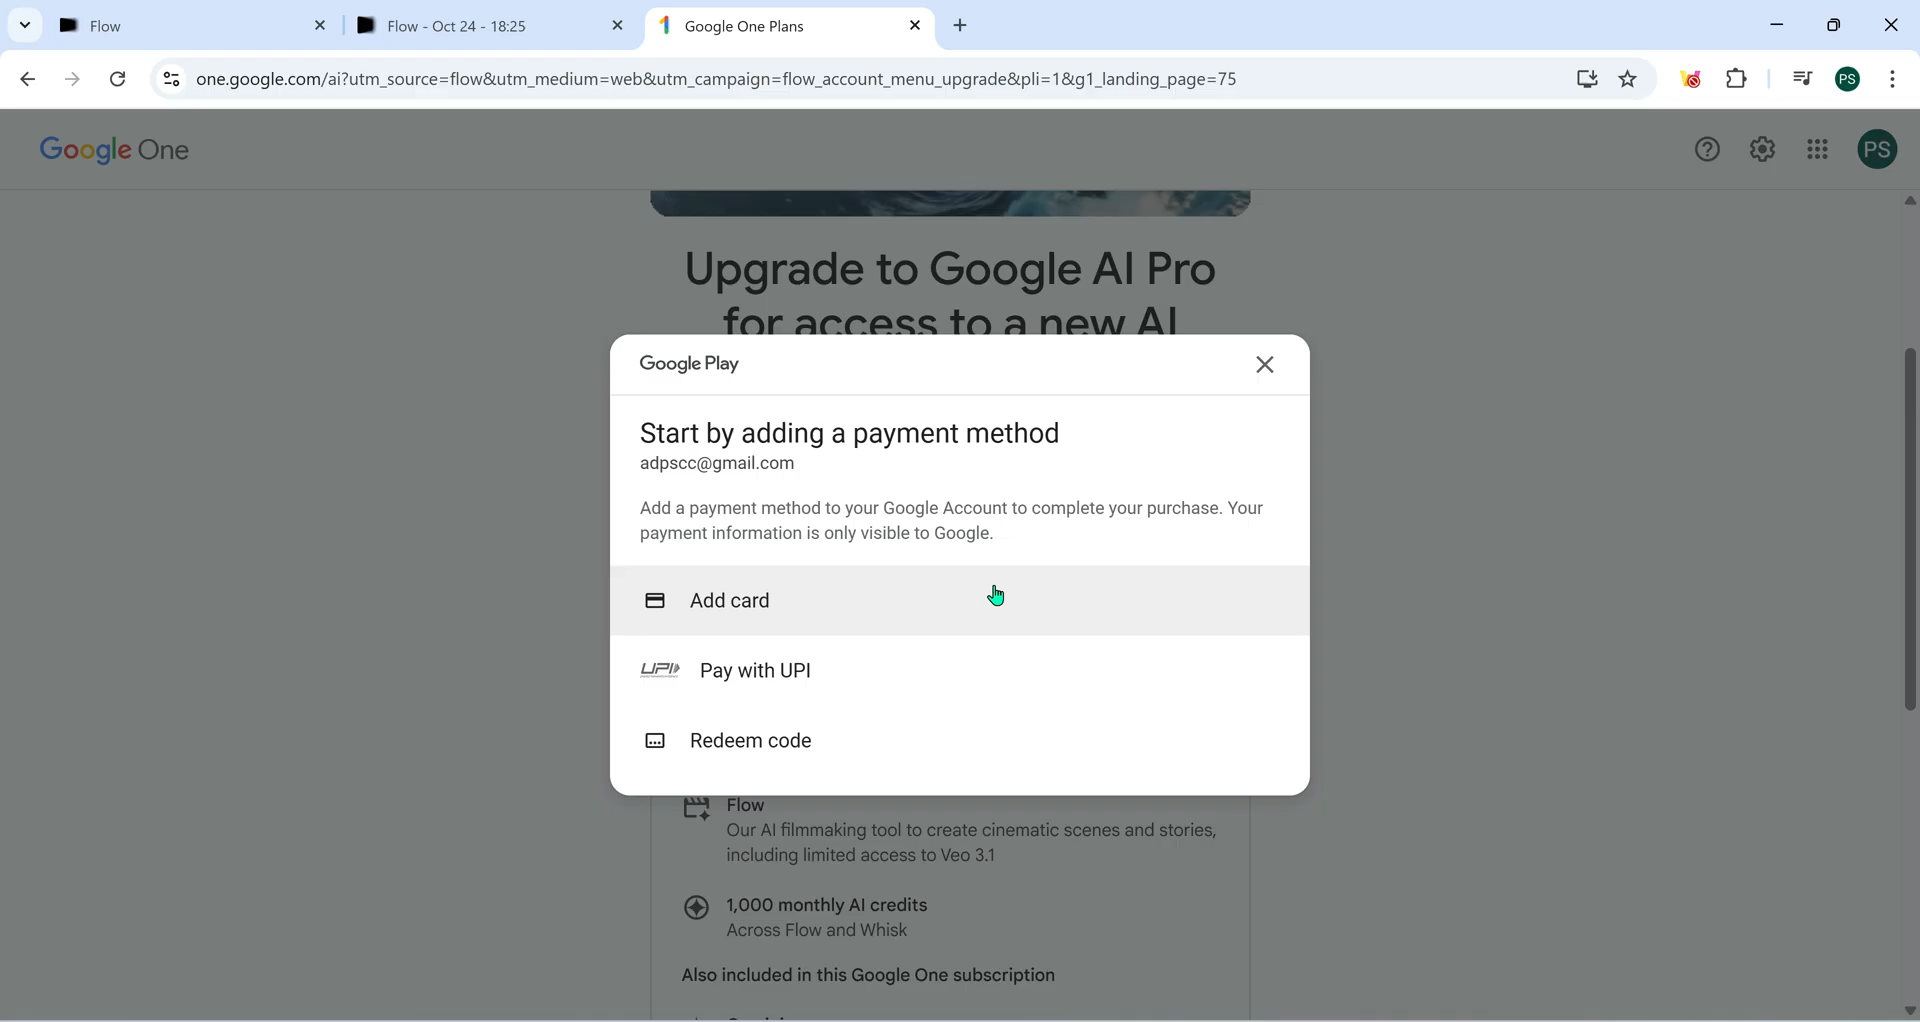 Flow
Flow - Oct 24 - 18:25
Google One Plans
one.google.com/ai?utm_source=flow&utm_medium=web&utm_campaign=flow_account_menu_upgrade&pli=1&g1_landing_page=75
PS
Google One
PS
Upgrade to Google AI Pro
for access to a new AI
Google Play
Start by adding a payment method
adpscc@gmail.com
Add a payment method to your Google Account to complete your purchase. Your
payment information is only visible to Google.
Add card
UPI Pay with UPI
Redeem code
Flow
Our AI filmmaking tool to create cinematic scenes and stories,
including limited access to Veo 3.1
1,000 monthly AI credits
Across Flow and Whisk
Also included in this Google One subscription